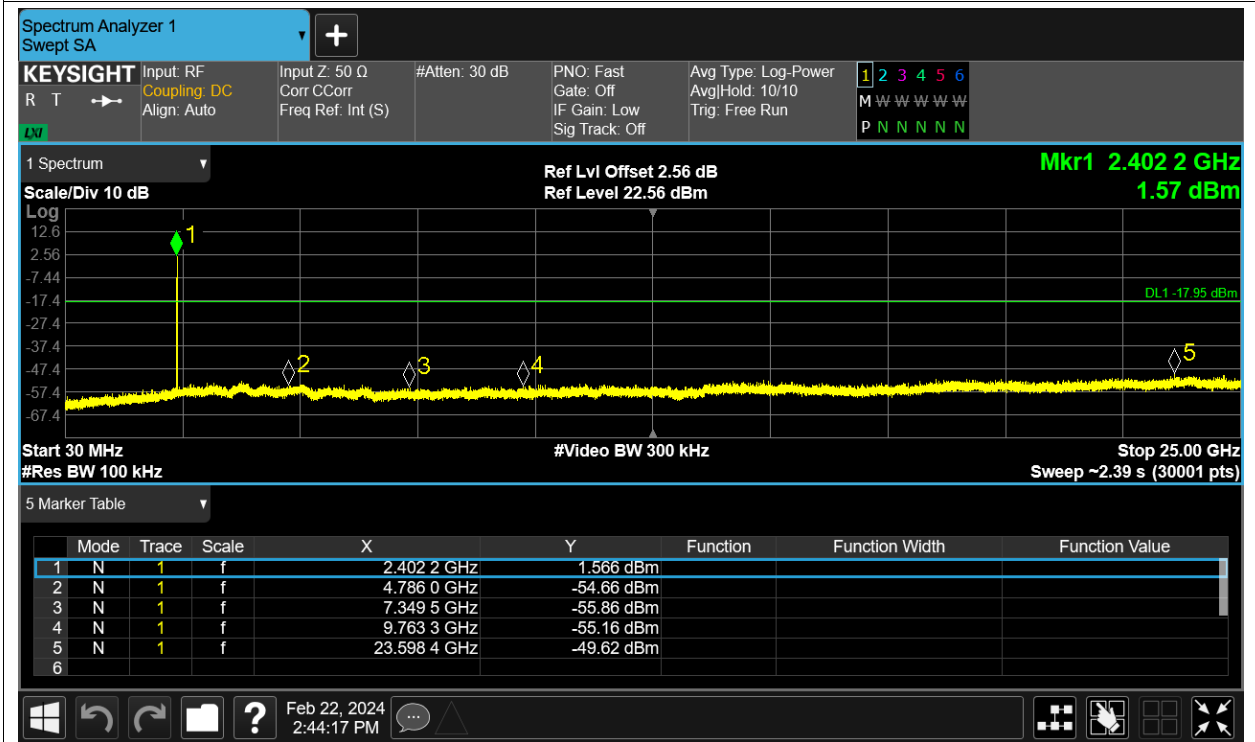 Spectrum Analyzer 1
Swept SA
KEYSIGHT
R T
LXI
Input: RF
Coupling: DC
Align: Auto
Input Z: 50 Ω
Corr CCorr
Freq Ref: Int (S)
#Atten: 30 dB
PNO: Fast
Gate: Off
IF Gain: Low
Sig Track: Off
Avg Type: Log-Power
Avg|Hold: 10/10
Trig: Free Run
1 2 3 4 5 6
M W W W W W
P N N N N N
1 Spectrum
Scale/Div 10 dB
Ref Lvl Offset 2.56 dB
Ref Level 22.56 dBm
Mkr1 2.402 2 GHz
1.57 dBm
Log
12.6
2.56
-7.44
-17.4
-27.4
-37.4
-47.4
-57.4
-67.4
1
2
3
4
5
DL1 -17.95 dBm
Start 30 MHz
#Video BW 300 kHz
Stop 25.00 GHz
#Res BW 100 kHz
Sweep ~2.39 s (30001 pts)
5 Marker Table
Mode Trace Scale X Y Function Function Width Function Value
1 N 1 f 2.402 2 GHz 1.566 dBm
2 N 1 f 4.786 0 GHz -54.66 dBm
3 N 1 f 7.349 5 GHz -55.86 dBm
4 N 1 f 9.763 3 GHz -55.16 dBm
5 N 1 f 23.598 4 GHz -49.62 dBm
6
?
Feb 22, 2024
2:44:17 PM